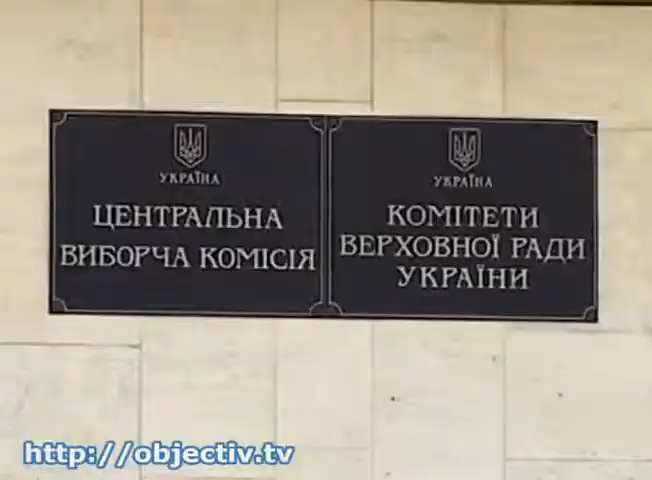 УКРАЇНА
ЦЕНТРАЛЬНА
ВИБОРЧА КОМІСІЯ
УКРАЇНА
КОМІТЕТИ
ВЕРХОВНОЇ РАДИ
УКРАЇНИ
http://objectiv.tv